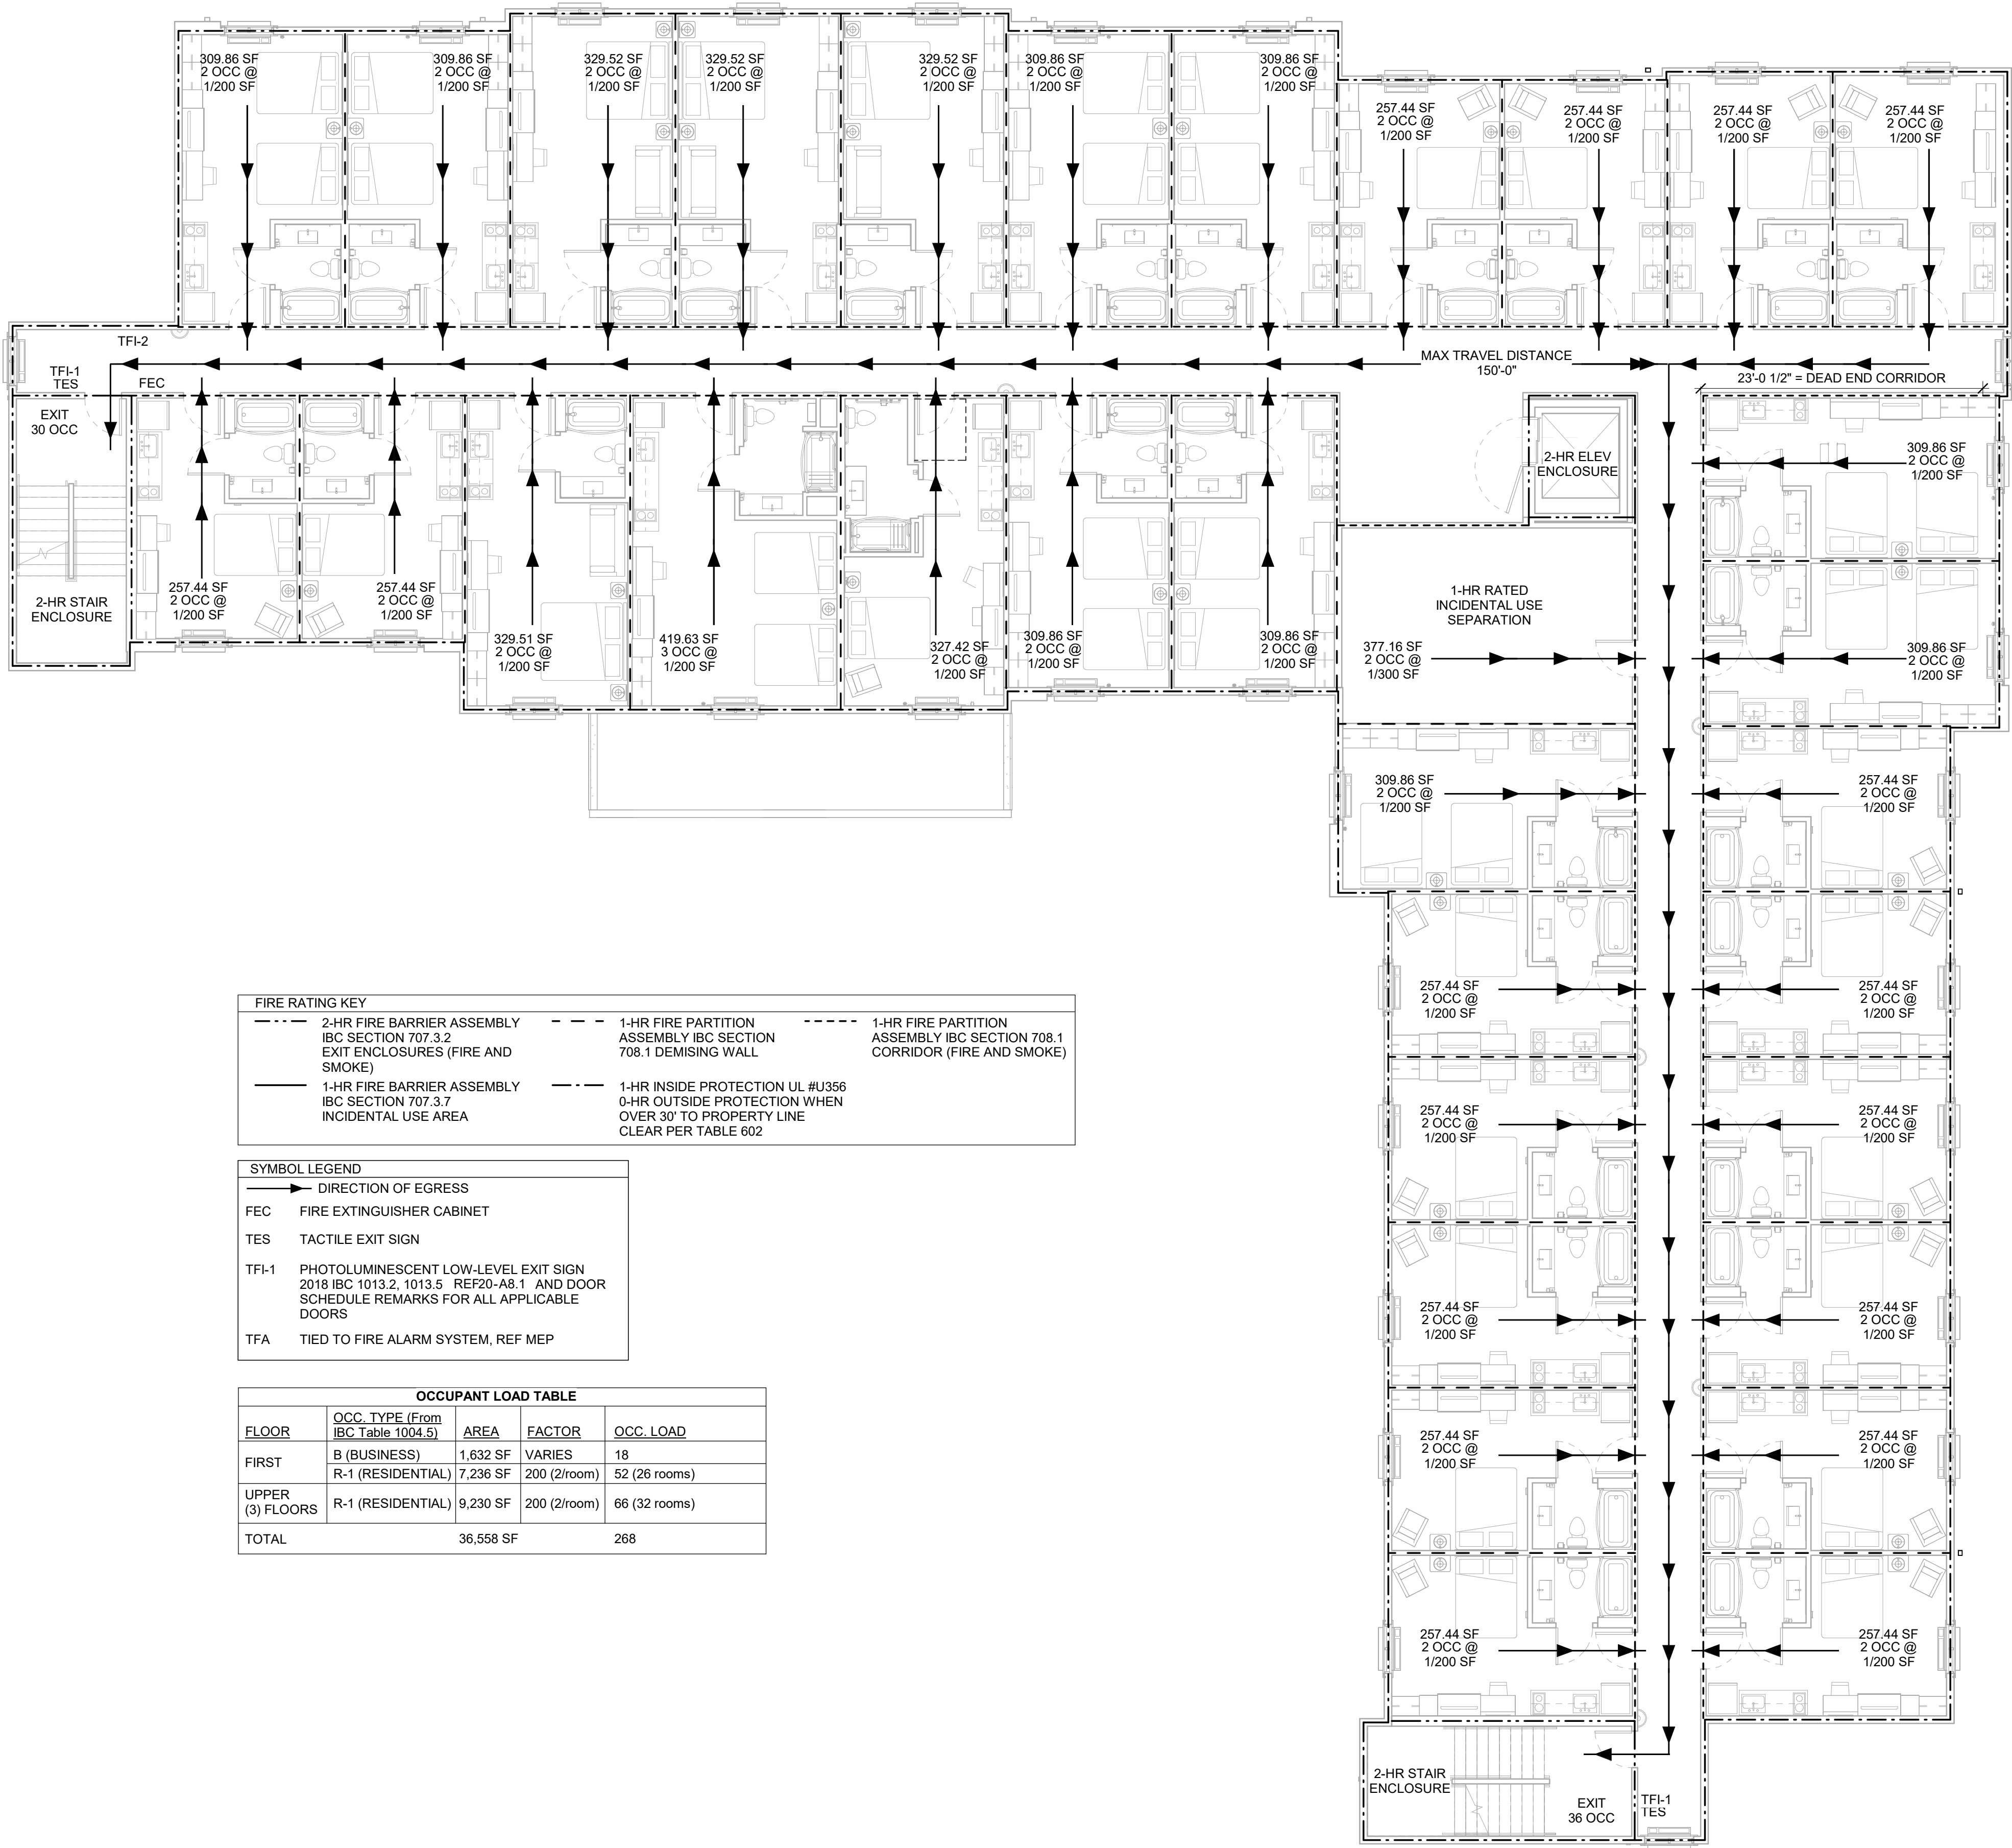 309.86 SF
2 OCC @
1/200 SF
309.86 SF
2 OCC @
1/200 SF
329.52 SF
2 OCC @
1/200 SF
329.52 SF
2 OCC @
1/200 SF
329.52 SF
2 OCC @
1/200 SF
309.86 SF
2 OCC @
1/200 SF
309.86 SF
2 OCC @
1/200 SF
257.44 SF
2 OCC @
1/200 SF
257.44 SF
2 OCC @
1/200 SF
257.44 SF
2 OCC @
1/200 SF
257.44 SF
2 OCC @
1/200 SF
TFI-2
TFI-1
TES
FEC
EXIT
30 OCC
MAX TRAVEL DISTANCE
150'-0"
23'-0 1/2" = DEAD END CORRIDOR
2-HR STAIR
ENCLOSURE
257.44 SF
2 OCC @
1/200 SF
257.44 SF
2 OCC @
1/200 SF
329.51 SF
2 OCC @
1/200 SF
419.63 SF
3 OCC @
1/200 SF
327.42 SF
2 OCC @
1/200 SF
309.86 SF
2 OCC @
1/200 SF
309.86 SF
2 OCC @
1/200 SF
2-HR ELEV
ENCLOSURE
1-HR RATED
INCIDENTAL USE
SEPARATION
377.16 SF
2 OCC @
1/300 SF
309.86 SF
2 OCC @
1/200 SF
309.86 SF
2 OCC @
1/200 SF
309.86 SF
2 OCC @
1/200 SF
257.44 SF
2 OCC @
1/200 SF
257.44 SF
2 OCC @
1/200 SF
257.44 SF
2 OCC @
1/200 SF
257.44 SF
2 OCC @
1/200 SF
257.44 SF
2 OCC @
1/200 SF
257.44 SF
2 OCC @
1/200 SF
257.44 SF
2 OCC @
1/200 SF
257.44 SF
2 OCC @
1/200 SF
257.44 SF
2 OCC @
1/200 SF
257.44 SF
2 OCC @
1/200 SF
257.44 SF
2 OCC @
1/200 SF
2-HR STAIR
ENCLOSURE
EXIT
36 OCC
TFI-1
TES
FIRE RATING KEY
2-HR FIRE BARRIER ASSEMBLY
IBC SECTION 707.3.2
EXIT ENCLOSURES (FIRE AND
SMOKE)
1-HR FIRE PARTITION
ASSEMBLY IBC SECTION
708.1 DEMISING WALL
1-HR FIRE PARTITION
ASSEMBLY IBC SECTION 708.1
CORRIDOR (FIRE AND SMOKE)
1-HR FIRE BARRIER ASSEMBLY
IBC SECTION 707.3.7
INCIDENTAL USE AREA
1-HR INSIDE PROTECTION UL #U356
0-HR OUTSIDE PROTECTION WHEN
OVER 30' TO PROPERTY LINE
CLEAR PER TABLE 602
SYMBOL LEGEND
DIRECTION OF EGRESS
FEC FIRE EXTINGUISHER CABINET
TES TACTILE EXIT SIGN
TFI-1 PHOTOLUMINESCENT LOW-LEVEL EXIT SIGN
2018 IBC 1013.2, 1013.5 REF20-A8.1 AND DOOR
SCHEDULE REMARKS FOR ALL APPLICABLE
DOORS
TFA TIED TO FIRE ALARM SYSTEM, REF MEP
OCCUPANT LOAD TABLE
FLOOR OCC. TYPE (From IBC Table 1004.5) AREA FACTOR OCC. LOAD
FIRST B (BUSINESS) 1,632 SF VARIES 18
R-1 (RESIDENTIAL) 7,236 SF 200 (2/room) 52 (26 rooms)
UPPER
(3) FLOORS R-1 (RESIDENTIAL) 9,230 SF 200 (2/room) 66 (32 rooms)
TOTAL 36,558 SF 268